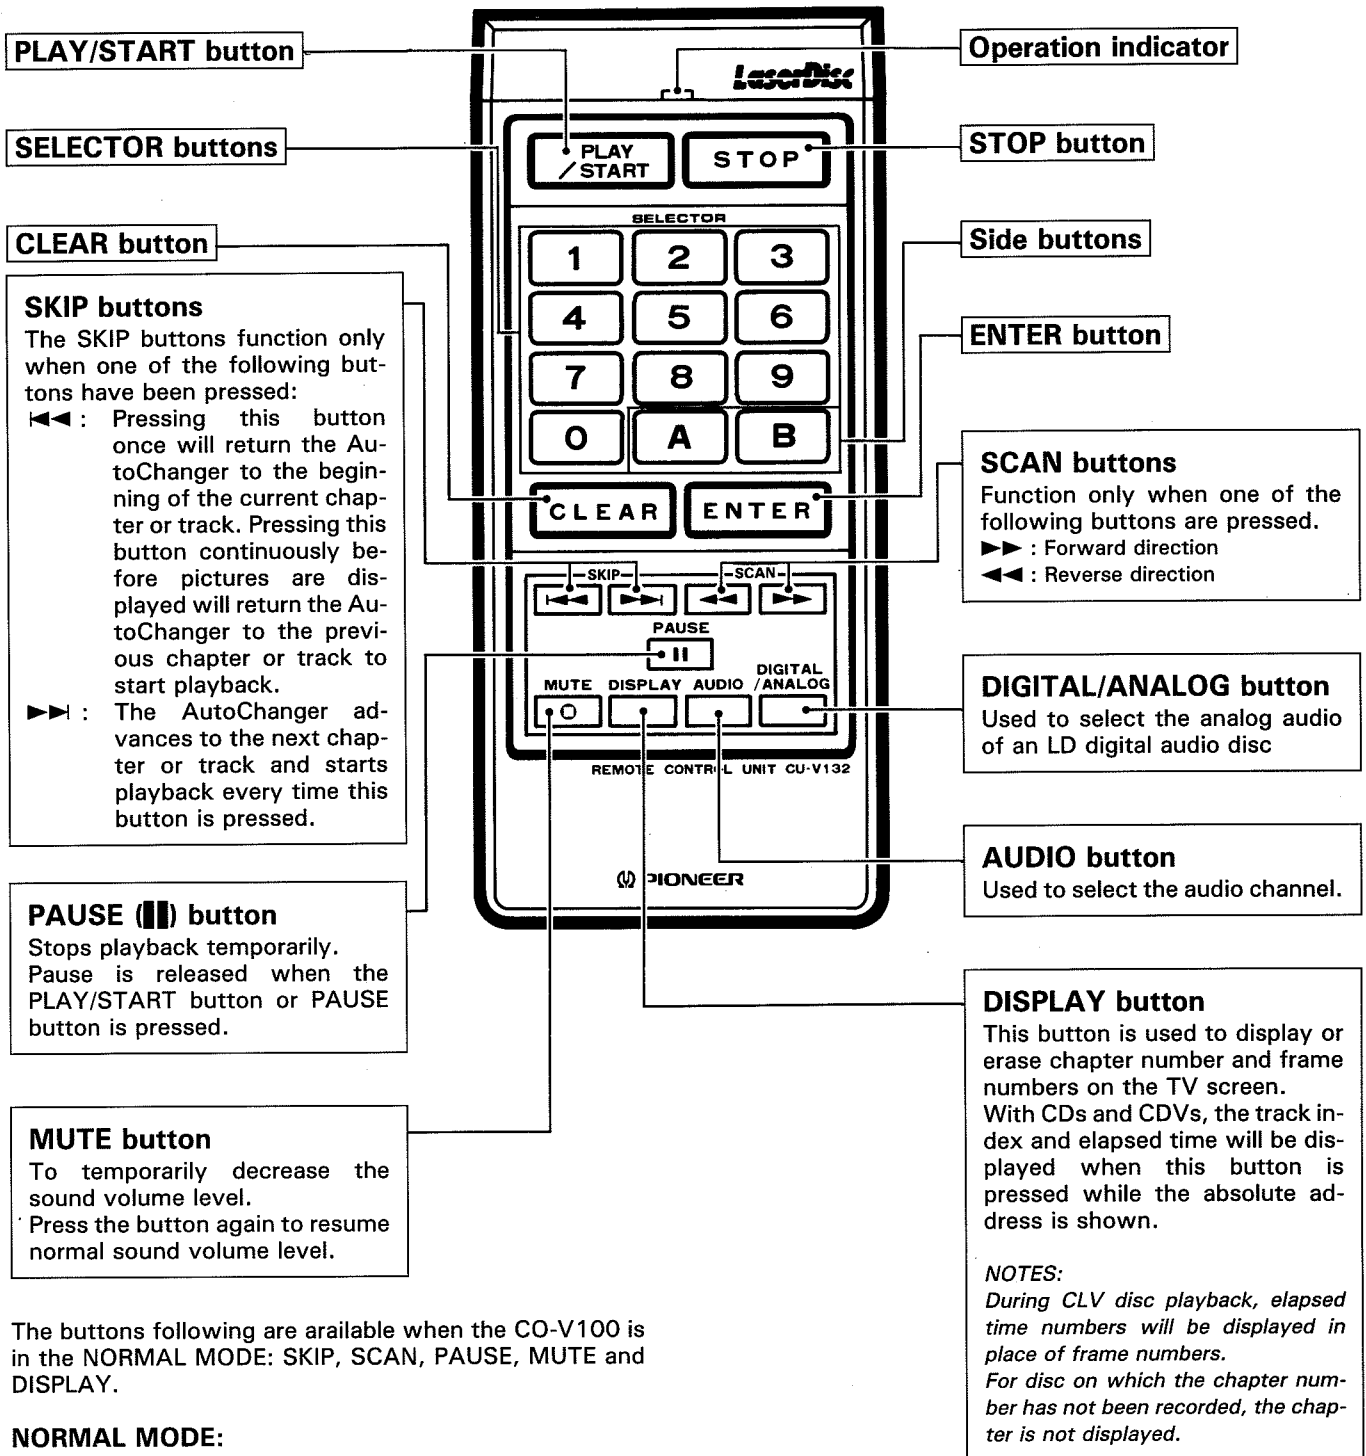 PLAY/START button
SELECTOR buttons
CLEAR button
SKIP buttons
The SKIP buttons function only
when one of the following but-
tons have been pressed:
|◄◄ : Pressing this button
once will return the Au-
toChanger to the begin-
ning of the current chap-
ter or track. Pressing this
button continuously be-
fore pictures are dis-
played will return the Au-
toChanger to the previ-
ous chapter or track to
start playback.
►►| : The AutoChanger ad-
vances to the next chap-
ter or track and starts
playback every time this
button is pressed.
PAUSE (▮▮) button
Stops playback temporarily.
Pause is released when the
PLAY/START button or PAUSE
button is pressed.
MUTE button
To temporarily decrease the
sound volume level.
Press the button again to resume
normal sound volume level.
The buttons following are arailable when the CO-V100 is
in the NORMAL MODE: SKIP, SCAN, PAUSE, MUTE and
DISPLAY.
NORMAL MODE:
LaserDisc
PLAY
/START
STOP
SELECTOR
1 2 3
4 5 6
7 8 9
0 A B
CLEAR ENTER
SKIP SCAN
|◄◄ ►►| ◄◄ ►►
PAUSE
▮▮
DIGITAL
MUTE DISPLAY AUDIO /ANALOG
REMOTE CONTROL UNIT CU-V132
PIONEER
Operation indicator
STOP button
Side buttons
ENTER button
SCAN buttons
Function only when one of the
following buttons are pressed.
►► : Forward direction
◄◄ : Reverse direction
DIGITAL/ANALOG button
Used to select the analog audio
of an LD digital audio disc
AUDIO button
Used to select the audio channel.
DISPLAY button
This button is used to display or
erase chapter number and frame
numbers on the TV screen.
With CDs and CDVs, the track in-
dex and elapsed time will be dis-
played when this button is
pressed while the absolute ad-
dress is shown.
NOTES:
During CLV disc playback, elapsed
time numbers will be displayed in
place of frame numbers.
For disc on which the chapter num-
ber has not been recorded, the chap-
ter is not displayed.